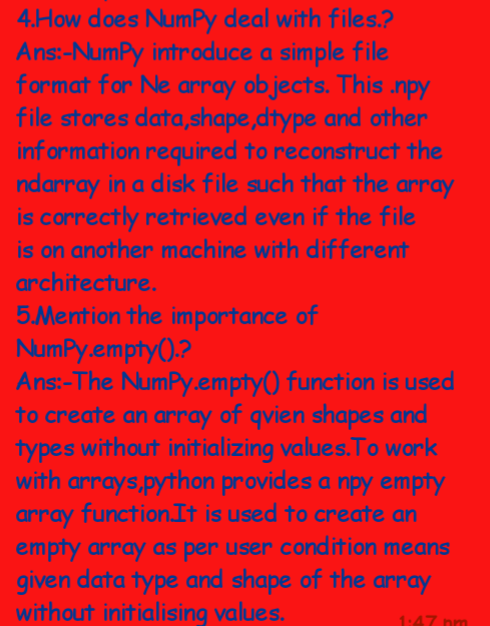 4.How does NumPy deal with files.?
Ans:-NumPy introduce a simple file
format for Ne array objects. This .npy
file stores data,shape,dtype and other
information required to reconstruct the
ndarray in a disk file such that the array
is correctly retrieved even if the file
is on another machine with different
architecture.
5.Mention the importance of
NumPy.empty().?
Ans:-The NumPy.empty() function is used
to create an array of qvien shapes and
types without initializing values.To work
with arrays,python provides a npy empty
array function.It is used to create an
empty array as per user condition means
given data type and shape of the array
without initialising values.
1:47 pm